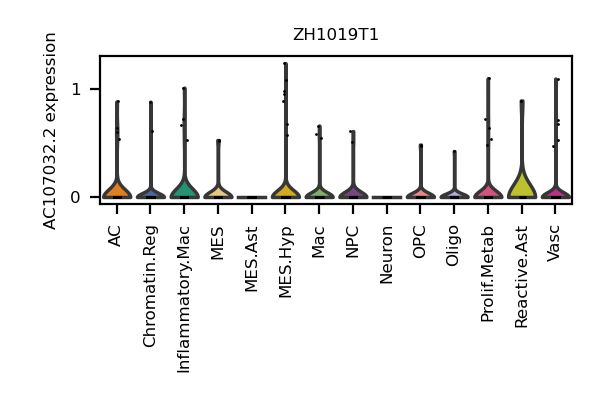 ZH1019T1
AC107032.2 expression
1
0
AC
Chromatin.Reg
Inflammatory.Mac
MES
MES.Ast
MES.Hyp
Mac
NPC
Neuron
OPC
Oligo
Prolif.Metab
Reactive.Ast
Vasc